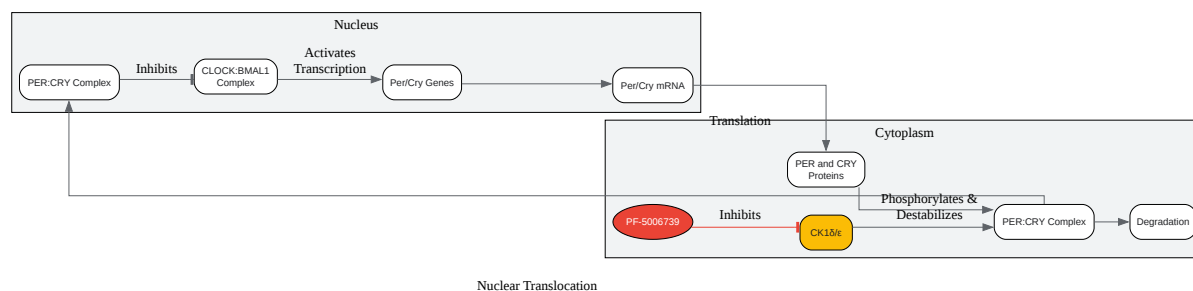 Nucleus
PER:CRY Complex
Inhibits
CLOCK:BMAL1
Complex
Activates
Transcription
Per/Cry Genes
Per/Cry mRNA
Translation
Cytoplasm
PER and CRY
Proteins
PF-5006739
Inhibits
CK1δ/ε
Phosphorylates &
Destabilizes
PER:CRY Complex
Degradation
Nuclear Translocation